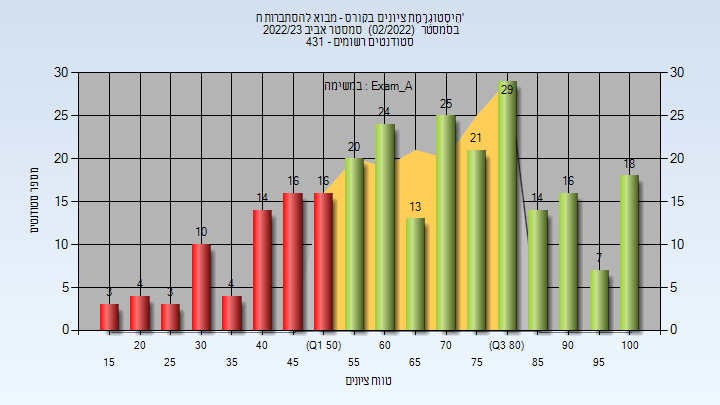 היסטוגרמת ציונים בקורס - מבוא להסתברות ח'
בסמסטר (02/2022) סמסטר אביב 2022/23
סטודנטים רשומים - 431
במשימה : Exam_A
מספר סטודנטים
30 30
25 25
20 20
15 15
10 10
5 5
0 0
3 4 3 10 4 14 16 16 20 24 13 25 21 29 14 16 7 18
20 30 40 (Q1 50) 60 70 (Q3 80) 90 100
15 25 35 45 55 65 75 85 95
טווח ציונים